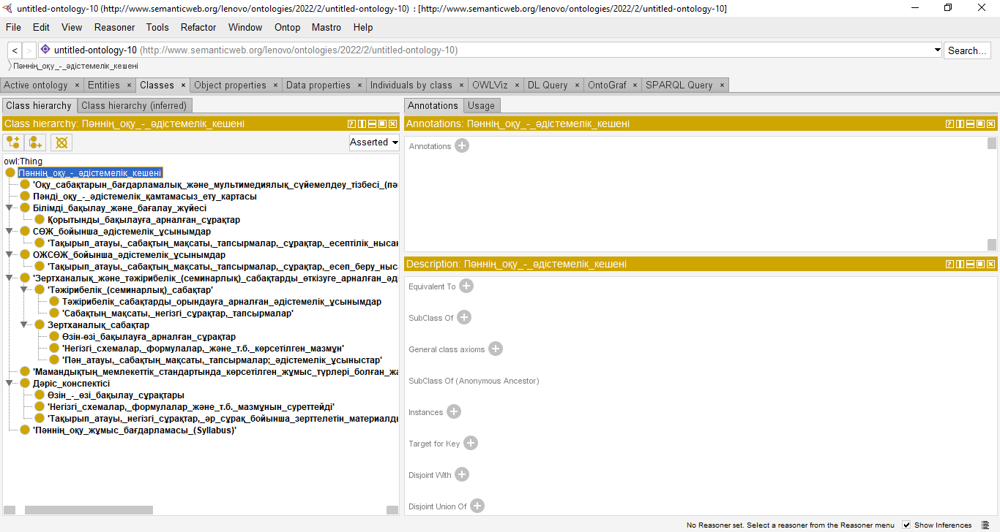 untitled-ontology-10 (http://www.semanticweb.org/lenovo/ontologies/2022/2/untitled-ontology-10) : [http://www.semanticweb.org/lenovo/ontologies/2022/2/untitled-ontology-10]
File Edit View Reasoner Tools Refactor Window Ontop Mastro Help
< > untitled-ontology-10 (http://www.semanticweb.org/lenovo/ontologies/2022/2/untitled-ontology-10) Search...
Пәннің_оқу_-_әдістемелік_кешені
Active ontology × Entities × Classes × Object properties × Data properties × Individuals by class × OWLViz × DL Query × OntoGraf × SPARQL Query ×
Class hierarchy Class hierarchy (inferred)
Class hierarchy: Пәннің_оқу_-_әдістемелік_кешені
Asserted
owl:Thing
Пәннің_оқу_-_әдістемелік_кешені
'Оқу_сабақтарын_бағдарламалық_және_мультимедиялық_сүйемелдеу_тізбесі_(пән
Пәнді_оқу_-_әдістемелік_қамтамасыз_ету_картасы
Білімді_бақылау_және_бағалау_жүйесі
Қорытынды_бақылауға_арналған_сұрақтар
СӨЖ_бойынша_әдістемелік_ұсынымдар
'Тақырып_атауы,_сабақтың_мақсаты,_тапсырмалар,_сұрақтар,_есептілік_нысан
ОЖСӨЖ_бойынша_әдістемелік_ұсынымдар
'Тақырып_атауы,_сабақтың_мақсаты,_тапсырмалар,_сұрақтар,_есеп_беру_ныс
'Зертханалық_және_тәжірибелік_(семинарлық)_сабақтарды_өткізуге_арналған_әд
'Тәжірибелік_(семинарлық)_сабақтар'
Тәжірибелік_сабақтарды_орындауға_арналған_әдістемелік_ұсынымдар
'Сабақтың_мақсаты,_негізгі_сұрақтар,_тапсырмалар'
Зертханалық_сабақтар
Өзін-өзі_бақылауға_арналған_сұрақтар
'Негізгі_схемалар,_формулалар,_және_т.б._көрсетілген_мазмұн'
'Пән_атауы,_сабақтың_мақсаты,_тапсырмалар;_әдістемелік_ұсыныстар'
'Мамандықтың_мемлекеттік_стандартында_көрсетілген_жұмыс_түрлері_болған_жа
Дәріс_конспектісі
Өзін_-_өзі_бақылау_сұрақтары
'Негізгі_схемалар,_формулалар_және_т.б._мазмұнын_суреттейді'
'Тақырып_атауы,_негізгі_сұрақтар,_әр_сұрақ_бойынша_зерттелетін_материалды
'Пәннің_оқу_жұмыс_бағдарламасы_(Syllabus)'
Annotations Usage
Annotations: Пәннің_оқу_-_әдістемелік_кешені
Annotations
Description: Пәннің_оқу_-_әдістемелік_кешені
Equivalent To
SubClass Of
General class axioms
SubClass Of (Anonymous Ancestor)
Instances
Target for Key
Disjoint With
Disjoint Union Of
No Reasoner set. Select a reasoner from the Reasoner menu Show Inferences